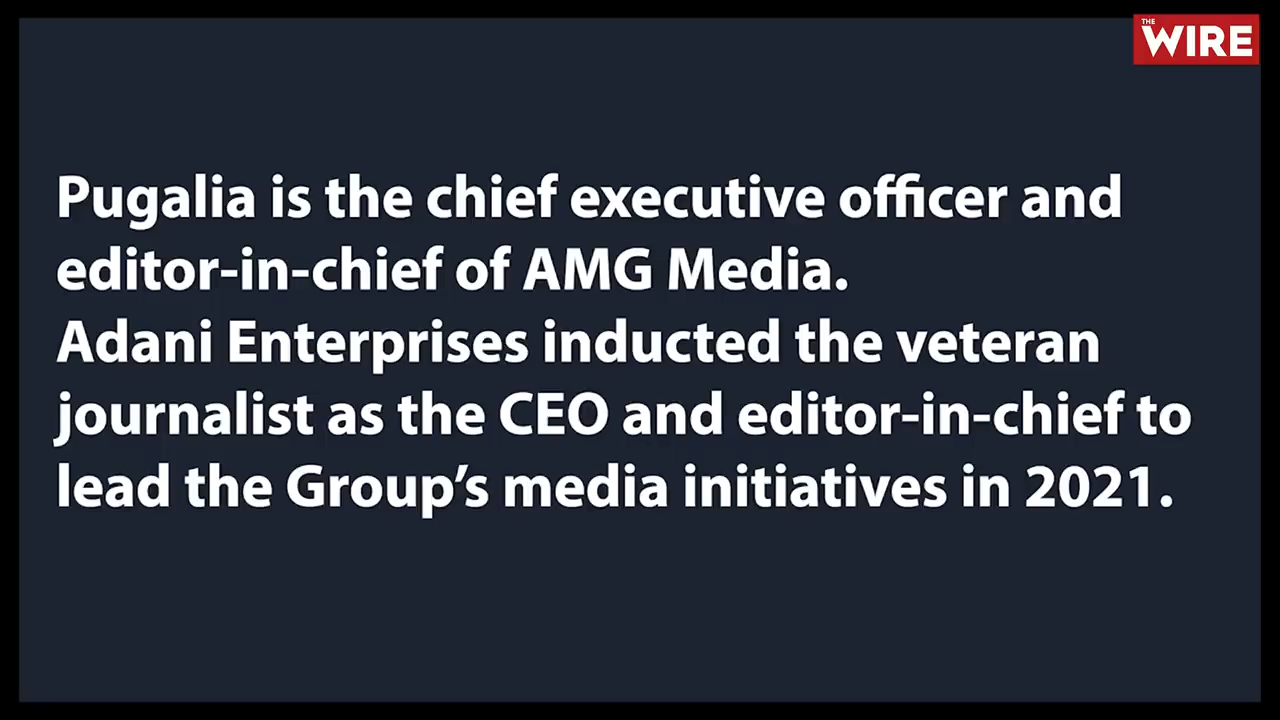 THE
WIRE
Pugalia is the chief executive officer and
editor-in-chief of AMG Media.
Adani Enterprises inducted the veteran
journalist as the CEO and editor-in-chief to
lead the Group’s media initiatives in 2021.